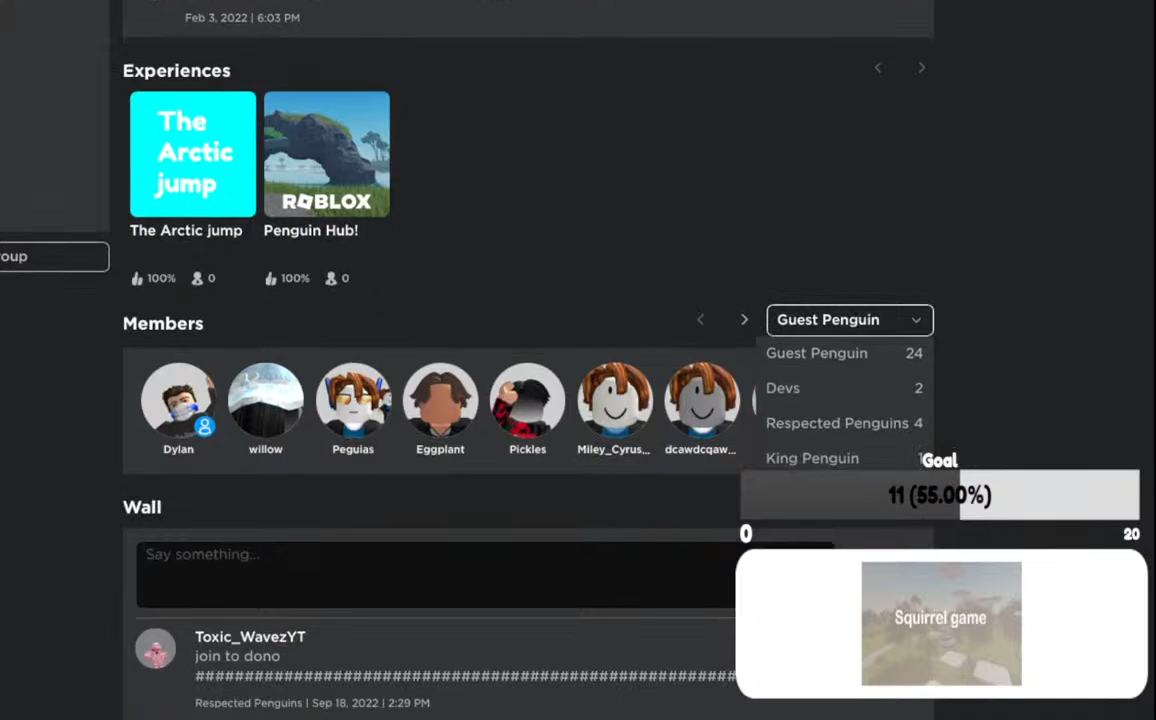 Feb 3, 2022 | 6:03 PM
Experiences
The
Arctic
jump
ROBLOX
The Arctic jump
Penguin Hub!
100%
0
100%
0
roup
Members
Guest Penguin
Guest Penguin 24
Devs 2
Respected Penguins 4
King Penguin
Dylan
willow
Peguias
Eggplant
Pickles
Miley_Cyrus...
dcawdcqaw...
Goal
11 (55.00%)
0
20
Wall
Say something...
Squirrel game
Toxic_WavezYT
join to dono
#######################################################
Respected Penguins | Sep 18, 2022 | 2:29 PM